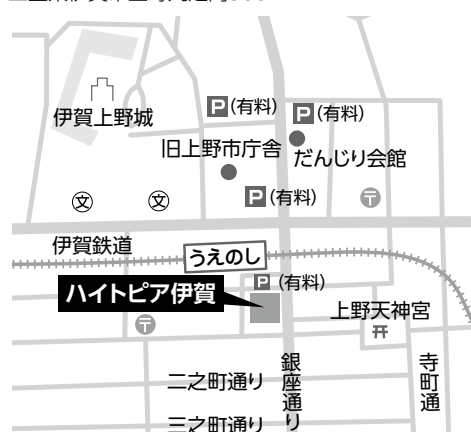 伊賀上野城
P(有料)
P(有料)
旧上野市庁舎
だんじり会館
文
文
P(有料)
〒
伊賀鉄道
うえのし
P(有料)
ハイトピア伊賀
上野天神宮
〒
二之町通り
銀座通り
寺町通
三之町通り